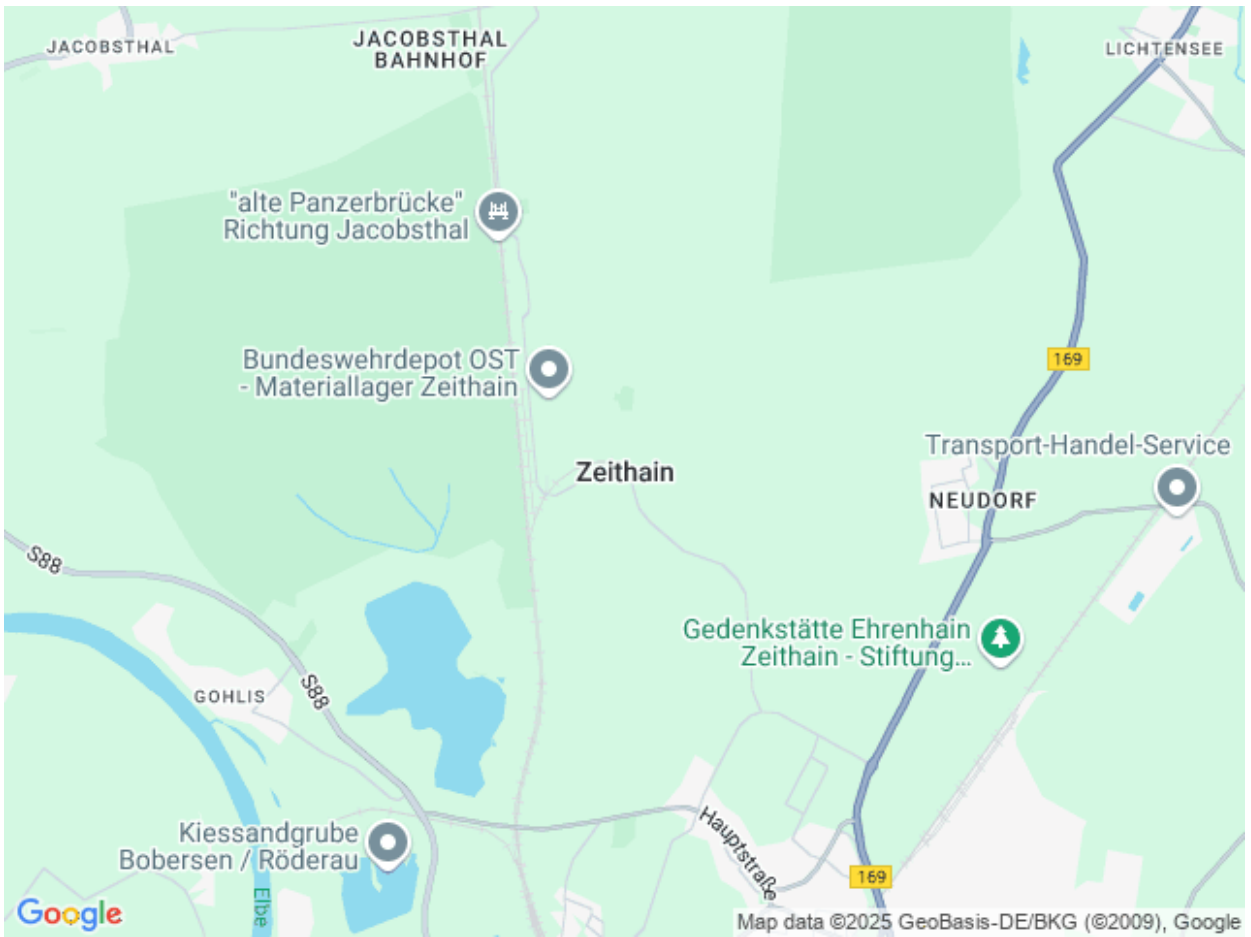 JACOBSTHAL
JACOBSTHAL
BAHNHOF
LICHTENSEE
"alte Panzerbrücke"
Richtung Jacobsthal
169
Bundeswehrdepot OST
- Materiallager Zeithain
Transport-Handel-Service
Zeithain
NEUDORF
S88
Gedenkstätte Ehrenhain
Zeithain - Stiftung...
S88
GOHLIS
Kiessandgrube
Bobersen / Röderau
Hauptstraße
169
Elbe
Google
Map data ©2025 GeoBasis-DE/BKG (©2009), Google